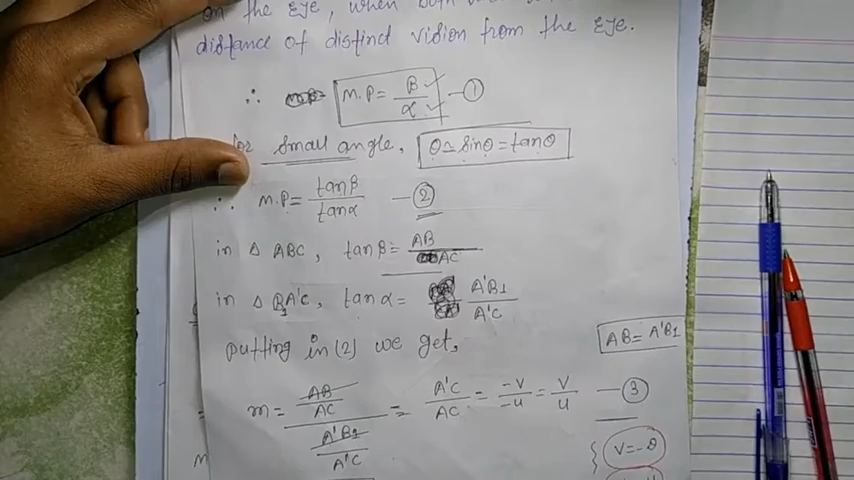 on the Eye, when both
distance of distinct vision from the Eye.
∴ M.P = β/α — ①
for small angle, θ ≃ sinθ = tanθ
∴ M.P = tanβ/tanα — ②
in Δ ABC, tanβ = AB/AC
in Δ B₁A'C, tanα = A'B₁/A'C
putting in (2) we get,
AB = A'B₁
m = (AB/AC)/(A'B₁/A'C) = A'C/AC = -v/-u = v/u — ③